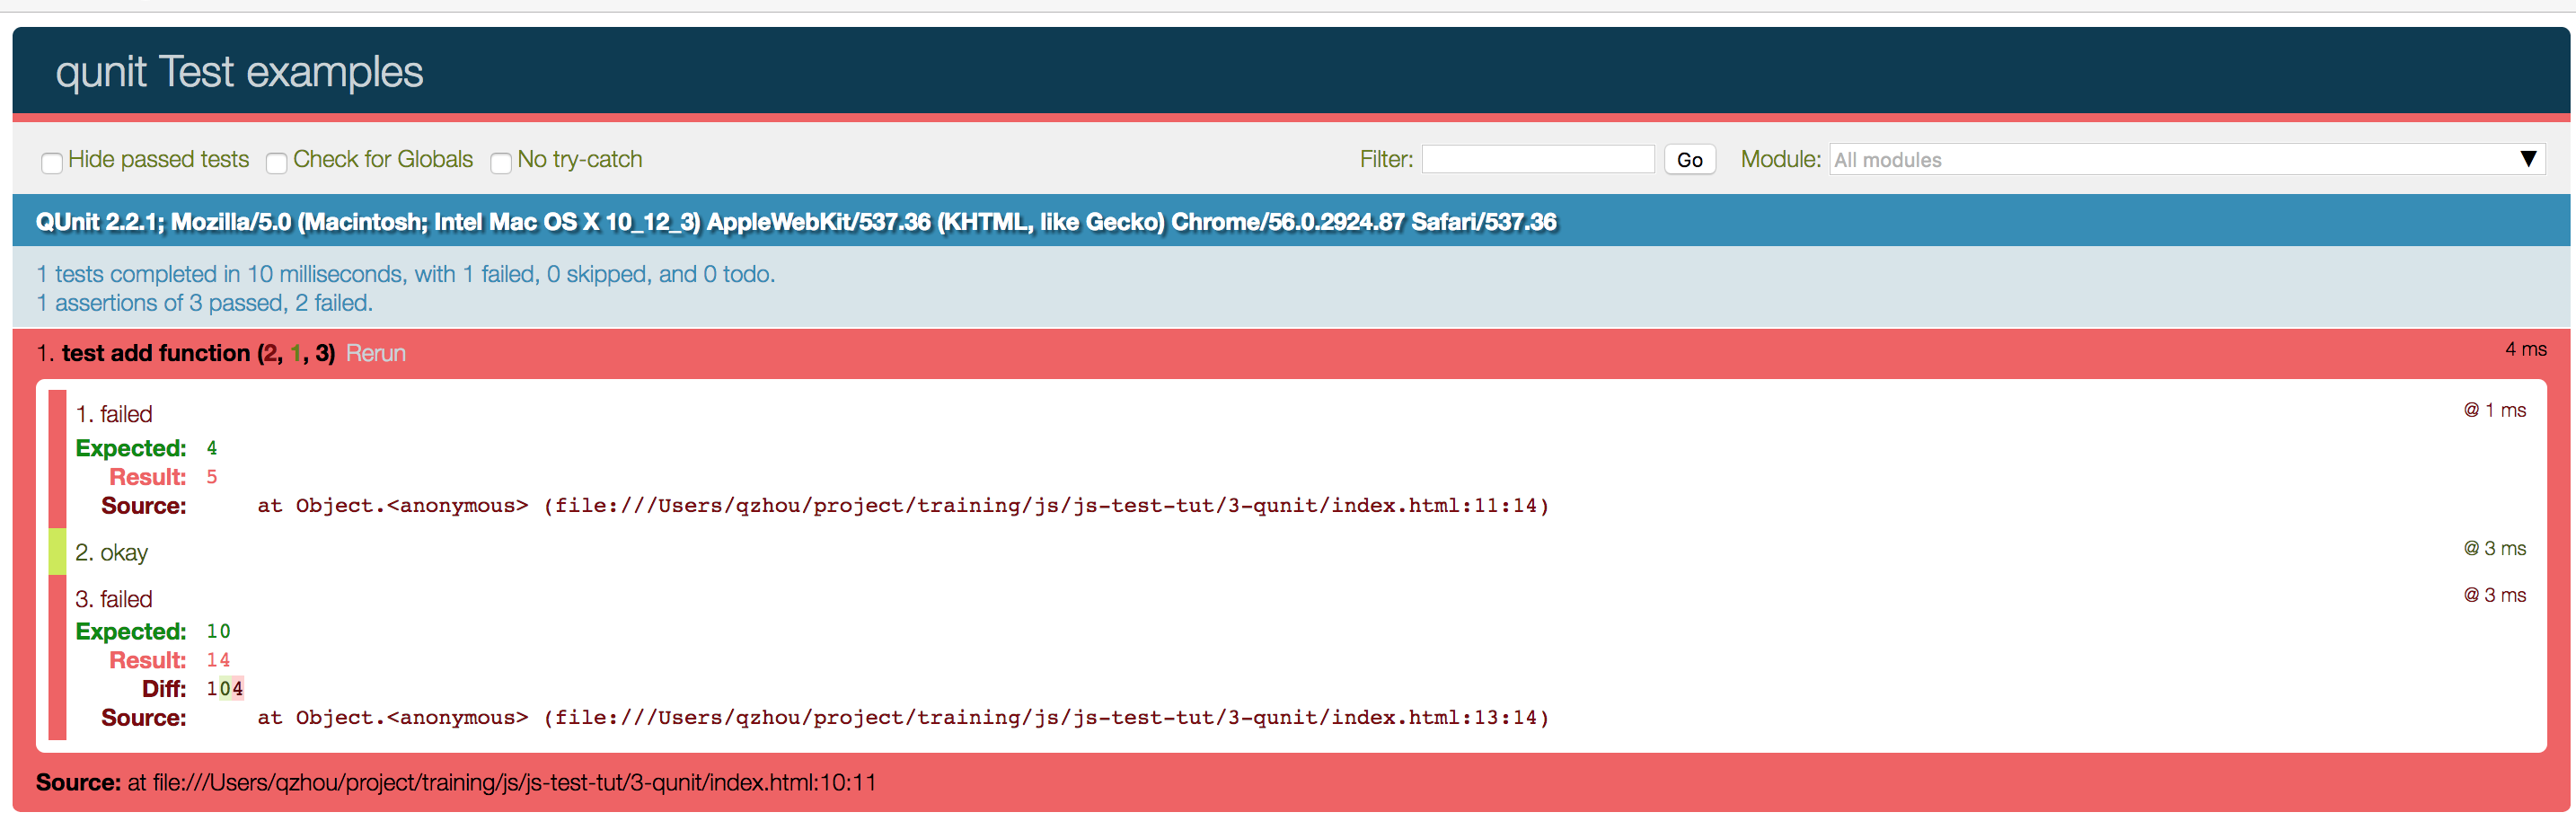 qunit Test examples
Hide passed tests Check for Globals No try-catch Filter: Go Module: All modules ▼
QUnit 2.2.1; Mozilla/5.0 (Macintosh; Intel Mac OS X 10_12_3) AppleWebKit/537.36 (KHTML, like Gecko) Chrome/56.0.2924.87 Safari/537.36
1 tests completed in 10 milliseconds, with 1 failed, 0 skipped, and 0 todo.
1 assertions of 3 passed, 2 failed.
1. test add function (2, 1, 3) Rerun 4 ms
1. failed @ 1 ms
Expected: 4
Result: 5
Source: at Object.<anonymous> (file:///Users/qzhou/project/training/js/js-test-tut/3-qunit/index.html:11:14)
2. okay @ 3 ms
3. failed @ 3 ms
Expected: 10
Result: 14
Diff: 104
Source: at Object.<anonymous> (file:///Users/qzhou/project/training/js/js-test-tut/3-qunit/index.html:13:14)
Source: at file:///Users/qzhou/project/training/js/js-test-tut/3-qunit/index.html:10:11